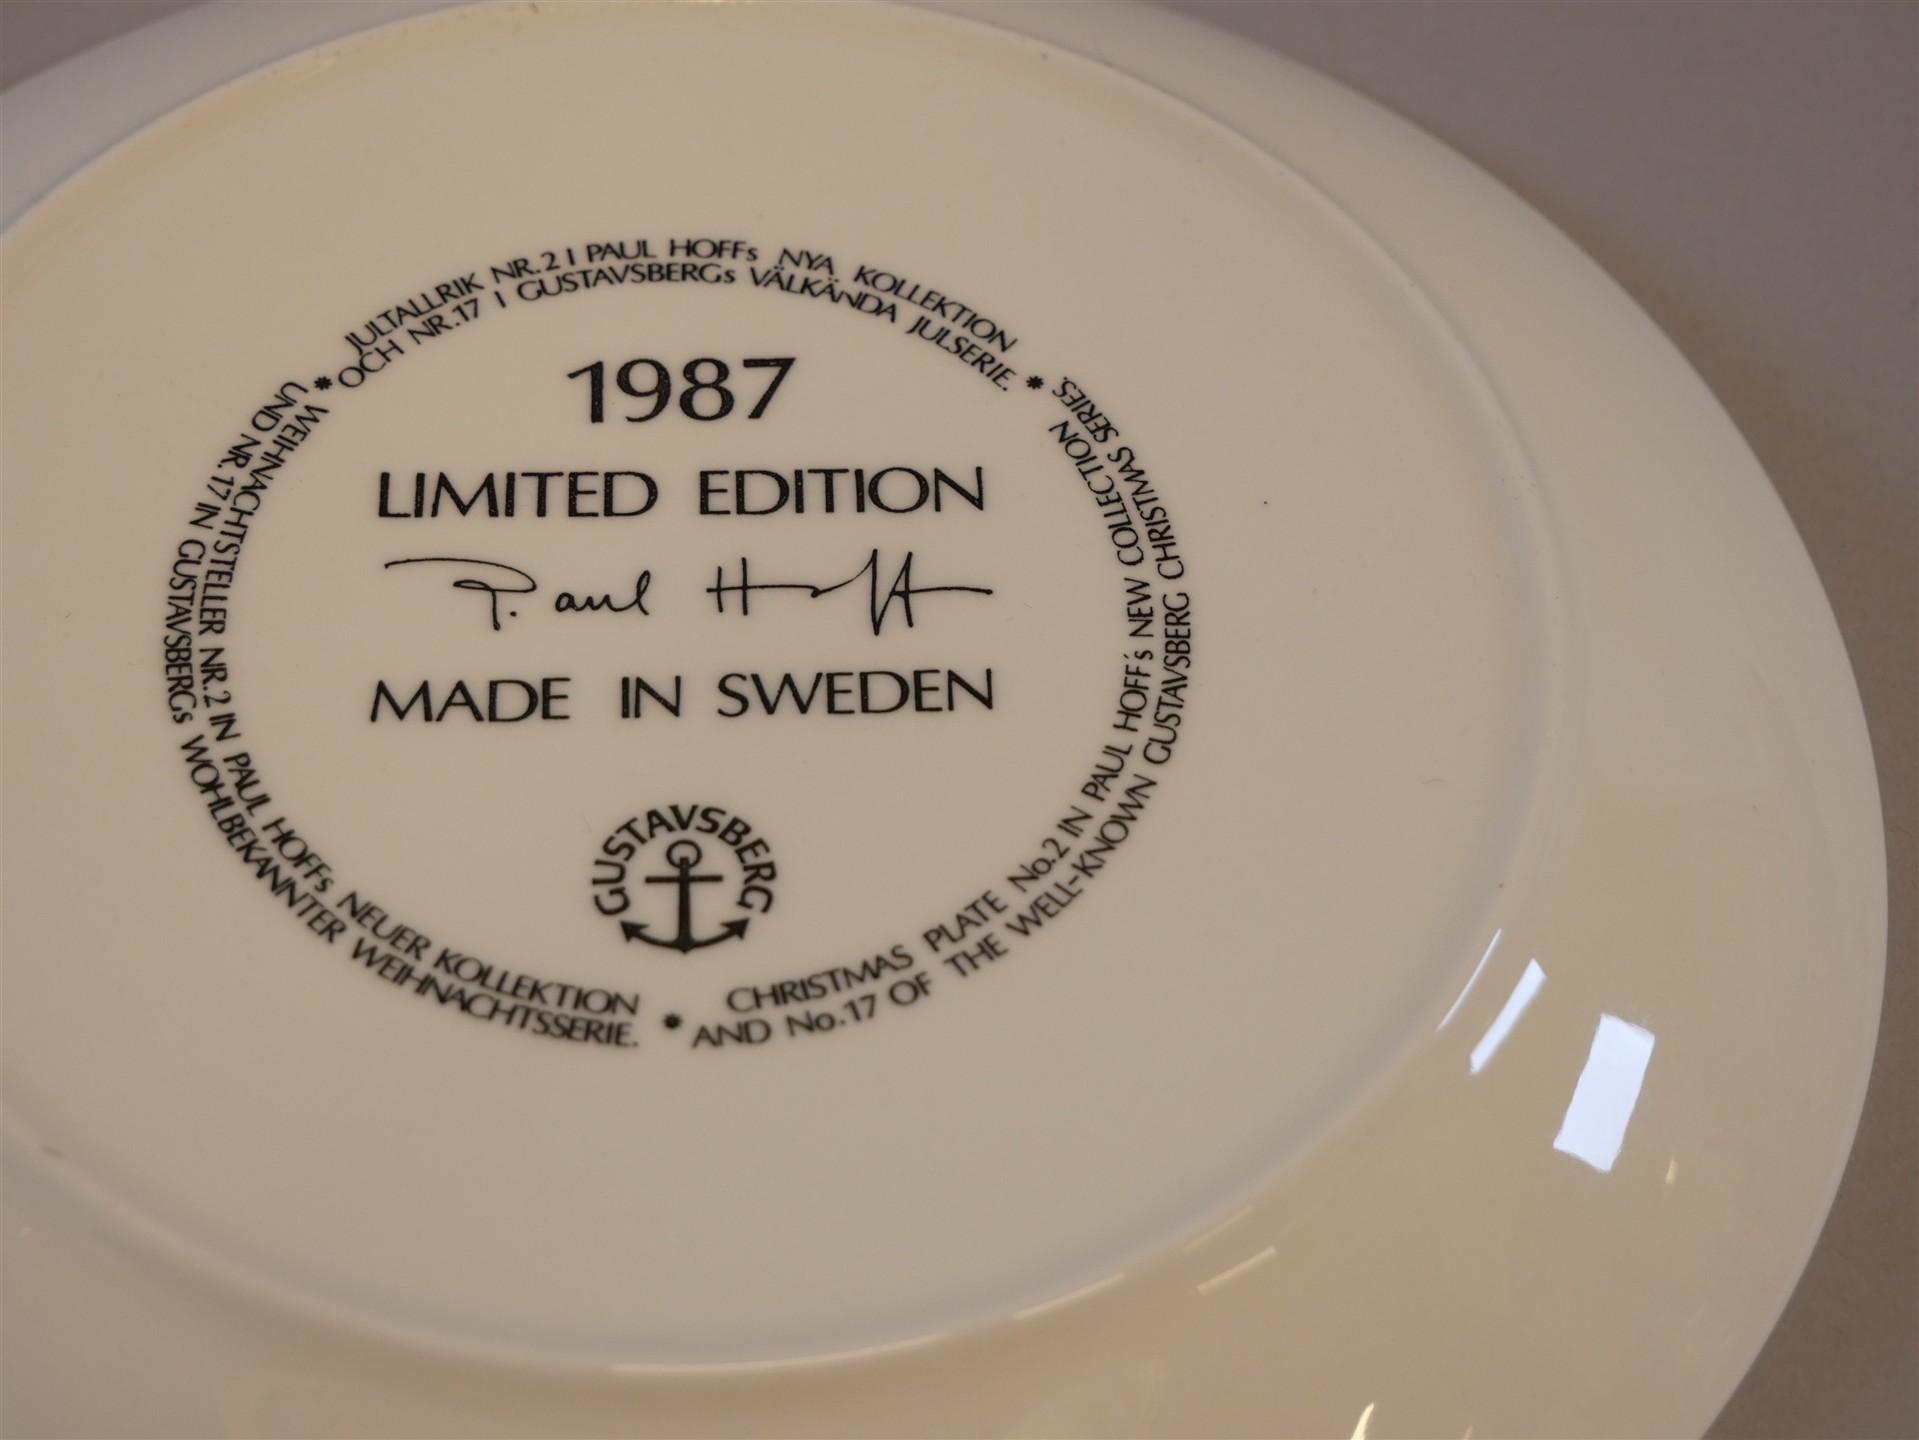 JULTALLRIK NR.2 I PAUL HOFFs NYA KOLLEKTION
OCH NR.17 I GUSTAVSBERGs VÄLKÄNDA JULSERIE.
*
CHRISTMAS PLATE No.2 IN PAUL HOFF´s NEW COLLECTION
AND No.17 OF THE WELL-KNOWN GUSTAVSBERG CHRISTMAS SERIES.
*
WEIHNACHTSTELLER NR.2 IN PAUL HOFFs NEUER KOLLEKTION
UND NR.17 IN GUSTAVSBERGs WOHLBEKANNTER WEIHNACHTSSERIE.
*
1987
LIMITED EDITION
Paul Hoff
MADE IN SWEDEN
GUSTAVSBERG